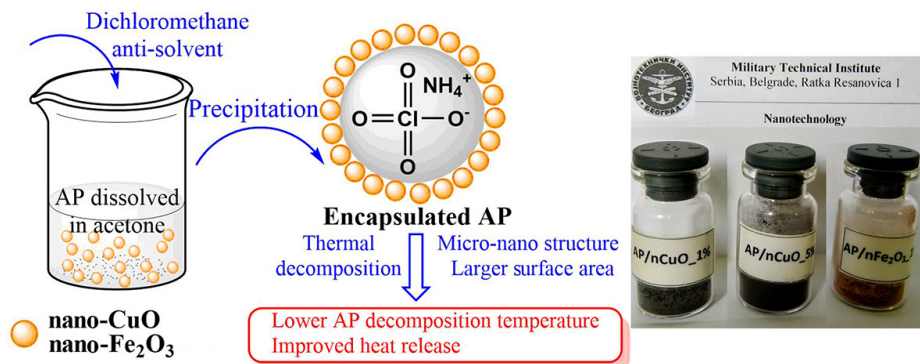 Dichloromethane
anti-solvent
Precipitation
AP dissolved
in acetone
nano-CuO
nano-Fe₂O₃
O
NH₄⁺
O
Cl
O⁻
O
Encapsulated AP
Thermal
decomposition
Micro-nano structure
Larger surface area
Lower AP decomposition temperature
Improved heat release
Military Technical Institute
Serbia, Belgrade, Ratka Resanovica 1
Nanotechnology
БЕОГРАД
AP/nCuO_1%
AP/nCuO_5%
AP/nFe₂O₃_1